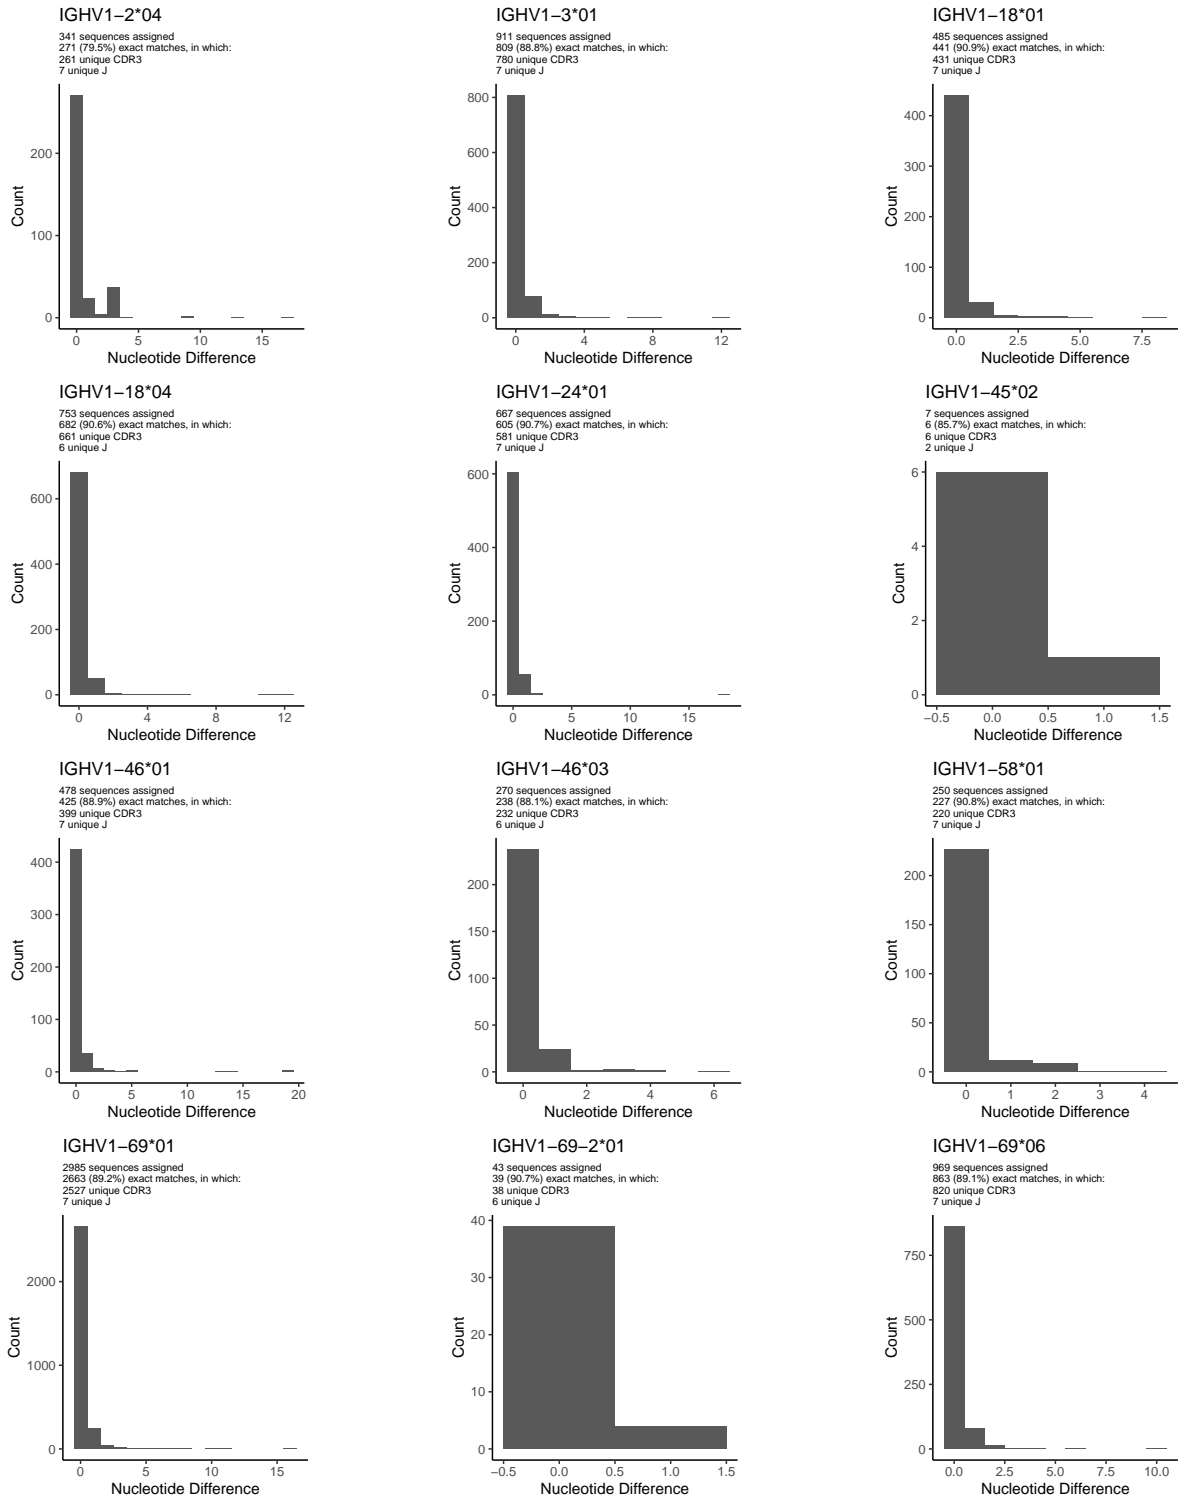 IGHV1−2*04
341 sequences assigned
271 (79.5%) exact matches, in which:
261 unique CDR3
7 unique J
200
100
0
Count
0 5 10 15
Nucleotide Difference
IGHV1−3*01
911 sequences assigned
809 (88.8%) exact matches, in which:
780 unique CDR3
7 unique J
800
600
400
200
0
Count
0 4 8 12
Nucleotide Difference
IGHV1−18*01
485 sequences assigned
441 (90.9%) exact matches, in which:
431 unique CDR3
7 unique J
400
300
200
100
0
Count
0.0 2.5 5.0 7.5
Nucleotide Difference
IGHV1−18*04
753 sequences assigned
682 (90.6%) exact matches, in which:
661 unique CDR3
6 unique J
600
400
200
0
Count
0 4 8 12
Nucleotide Difference
IGHV1−24*01
667 sequences assigned
605 (90.7%) exact matches, in which:
581 unique CDR3
7 unique J
600
400
200
0
Count
0 5 10 15
Nucleotide Difference
IGHV1−45*02
7 sequences assigned
6 (85.7%) exact matches, in which:
6 unique CDR3
2 unique J
6
4
2
0
Count
−0.5 0.0 0.5 1.0 1.5
Nucleotide Difference
IGHV1−46*01
478 sequences assigned
425 (88.9%) exact matches, in which:
399 unique CDR3
7 unique J
400
300
200
100
0
Count
0 5 10 15 20
Nucleotide Difference
IGHV1−46*03
270 sequences assigned
238 (88.1%) exact matches, in which:
232 unique CDR3
6 unique J
200
150
100
50
0
Count
0 2 4 6
Nucleotide Difference
IGHV1−58*01
250 sequences assigned
227 (90.8%) exact matches, in which:
220 unique CDR3
7 unique J
200
150
100
50
0
Count
0 1 2 3 4
Nucleotide Difference
IGHV1−69*01
2985 sequences assigned
2663 (89.2%) exact matches, in which:
2527 unique CDR3
7 unique J
2000
1000
0
Count
0 5 10 15
Nucleotide Difference
IGHV1−69−2*01
43 sequences assigned
39 (90.7%) exact matches, in which:
38 unique CDR3
6 unique J
40
30
20
10
0
Count
−0.5 0.0 0.5 1.0 1.5
Nucleotide Difference
IGHV1−69*06
969 sequences assigned
863 (89.1%) exact matches, in which:
820 unique CDR3
7 unique J
750
500
250
0
Count
0.0 2.5 5.0 7.5 10.0
Nucleotide Difference